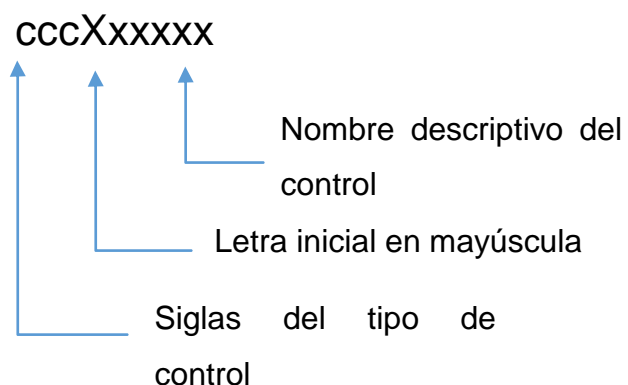 cccXxxxxx
Nombre descriptivo del
control
Letra inicial en mayúscula
Siglas del tipo de
control